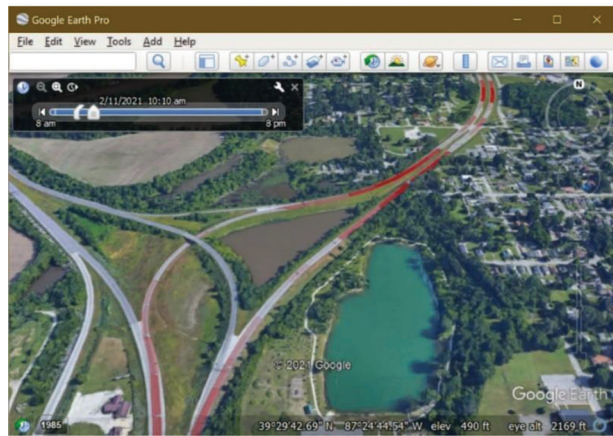 Google Earth Pro
File Edit View Tools Add Help
2/11/2021 10:10 am
8 am 8 pm
N
© 2021 Google
Google Earth
1985 39°29'42.69" N 87°24'44.54" W elev 490 ft eye alt 2169 ft